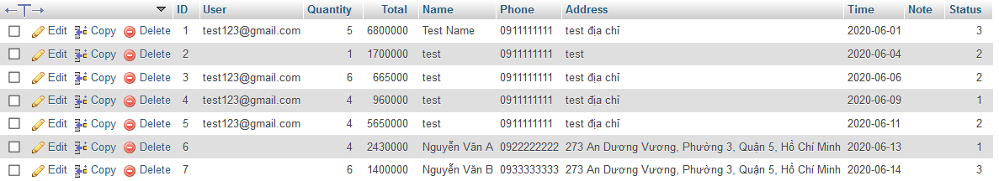 ID User Quantity Total Name Phone Address Time Note Status
Edit Copy Delete 1 test123@gmail.com 5 6800000 Test Name 0911111111 test địa chỉ 2020-06-01 3
Edit Copy Delete 2 1 1700000 test 0911111111 test 2020-06-04 2
Edit Copy Delete 3 test123@gmail.com 6 665000 test 0911111111 test địa chỉ 2020-06-06 2
Edit Copy Delete 4 test123@gmail.com 4 960000 test 0911111111 test địa chỉ 2020-06-09 1
Edit Copy Delete 5 test123@gmail.com 4 5650000 test 0911111111 test địa chỉ 2020-06-11 2
Edit Copy Delete 6 4 2430000 Nguyễn Văn A 0922222222 273 An Dương Vương, Phường 3, Quận 5, Hồ Chí Minh 2020-06-13 1
Edit Copy Delete 7 6 1400000 Nguyễn Văn B 0933333333 273 An Dương Vương, Phường 3, Quận 5, Hồ Chí Minh 2020-06-14 3